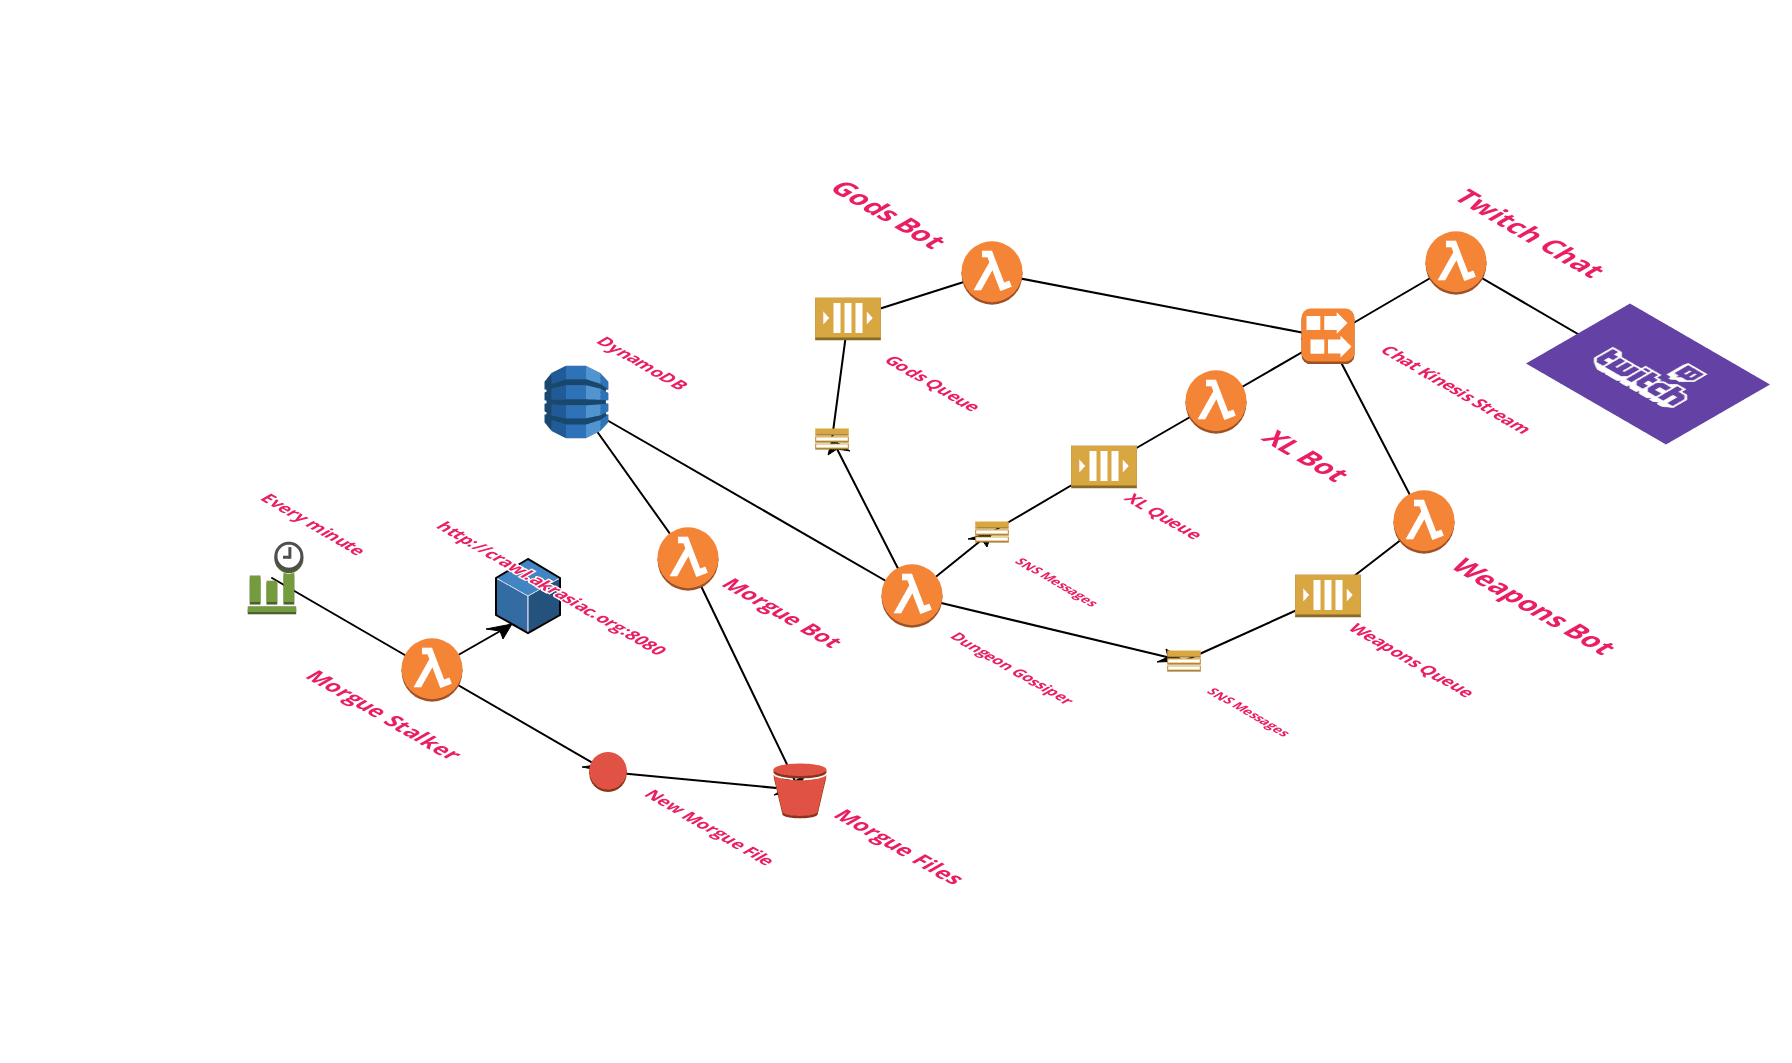 Gods Bot
Twitch Chat
DynamoDB
Gods Queue
Chat Kinesis Stream
twitch
XL Bot
Every minute
http://crawl.akrasiac.org:8080
XL Queue
SNS Messages
Morgue Bot
Weapons Bot
Dungeon Gossiper
Weapons Queue
Morgue Stalker
SNS Messages
New Morgue File
Morgue Files